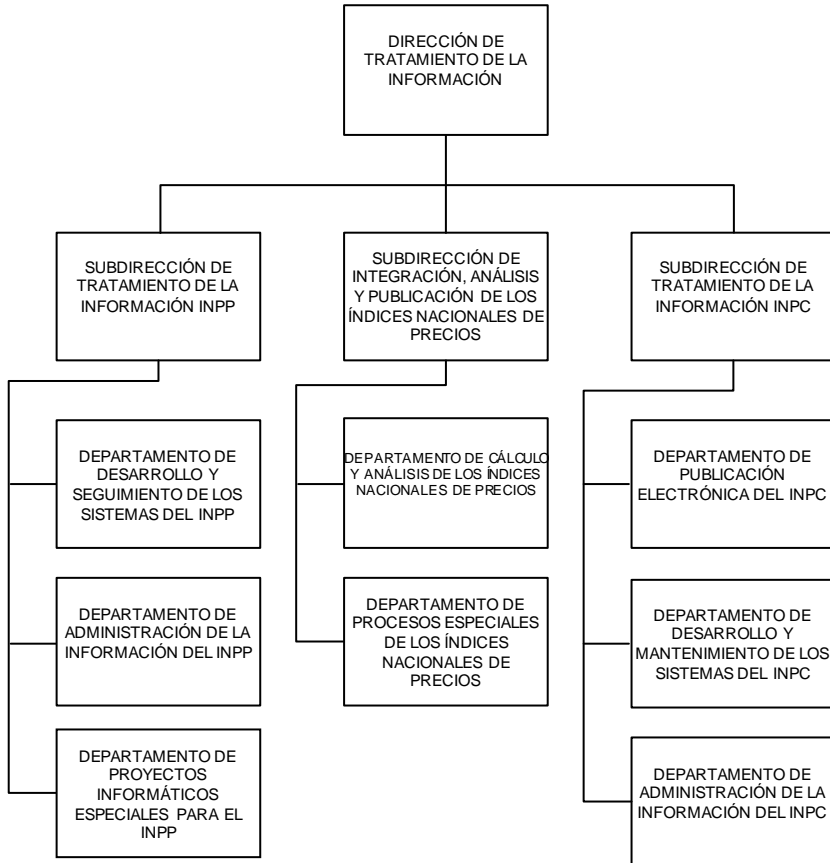 DIRECCIÓN DE
TRATAMIENTO DE LA
INFORMACIÓN
SUBDIRECCIÓN DE
TRATAMIENTO DE LA
INFORMACIÓN INPP
SUBDIRECCIÓN DE
INTEGRACIÓN, ANÁLISIS
Y PUBLICACIÓN DE LOS
ÍNDICES NACIONALES DE
PRECIOS
SUBDIRECCIÓN DE
TRATAMIENTO DE LA
INFORMACIÓN INPC
DEPARTAMENTO DE
DESARROLLO Y
SEGUIMIENTO DE LOS
SISTEMAS DEL INPP
DEPARTAMENTO DE CÁLCULO
Y ANÁLISIS DE LOS ÍNDICES
NACIONALES DE PRECIOS
DEPARTAMENTO DE
PUBLICACIÓN
ELECTRÓNICA DEL INPC
DEPARTAMENTO DE
ADMINISTRACIÓN DE LA
INFORMACIÓN DEL INPP
DEPARTAMENTO DE
PROCESOS ESPECIALES
DE LOS ÍNDICES
NACIONALES DE
PRECIOS
DEPARTAMENTO DE
DESARROLLO Y
MANTENIMIENTO DE LOS
SISTEMAS DEL INPC
DEPARTAMENTO DE
PROYECTOS
INFORMÁTICOS
ESPECIALES PARA EL
INPP
DEPARTAMENTO DE
ADMINISTRACIÓN DE LA
INFORMACIÓN DEL INPC